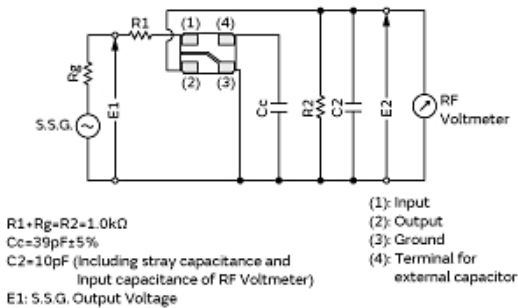 R1
(1)
(4)
(2)
(3)
Rg
S.S.G.
E1
Cc
R2
C2
E2
RF
Voltmeter
R1+Rg=R2=1.0kΩ
Cc=39pF±5%
C2=10pF (Including stray capacitance and
Input capacitance of RF Voltmeter)
E1: S.S.G. Output Voltage
(1): Input
(2): Output
(3): Ground
(4): Terminal for
external capacitor